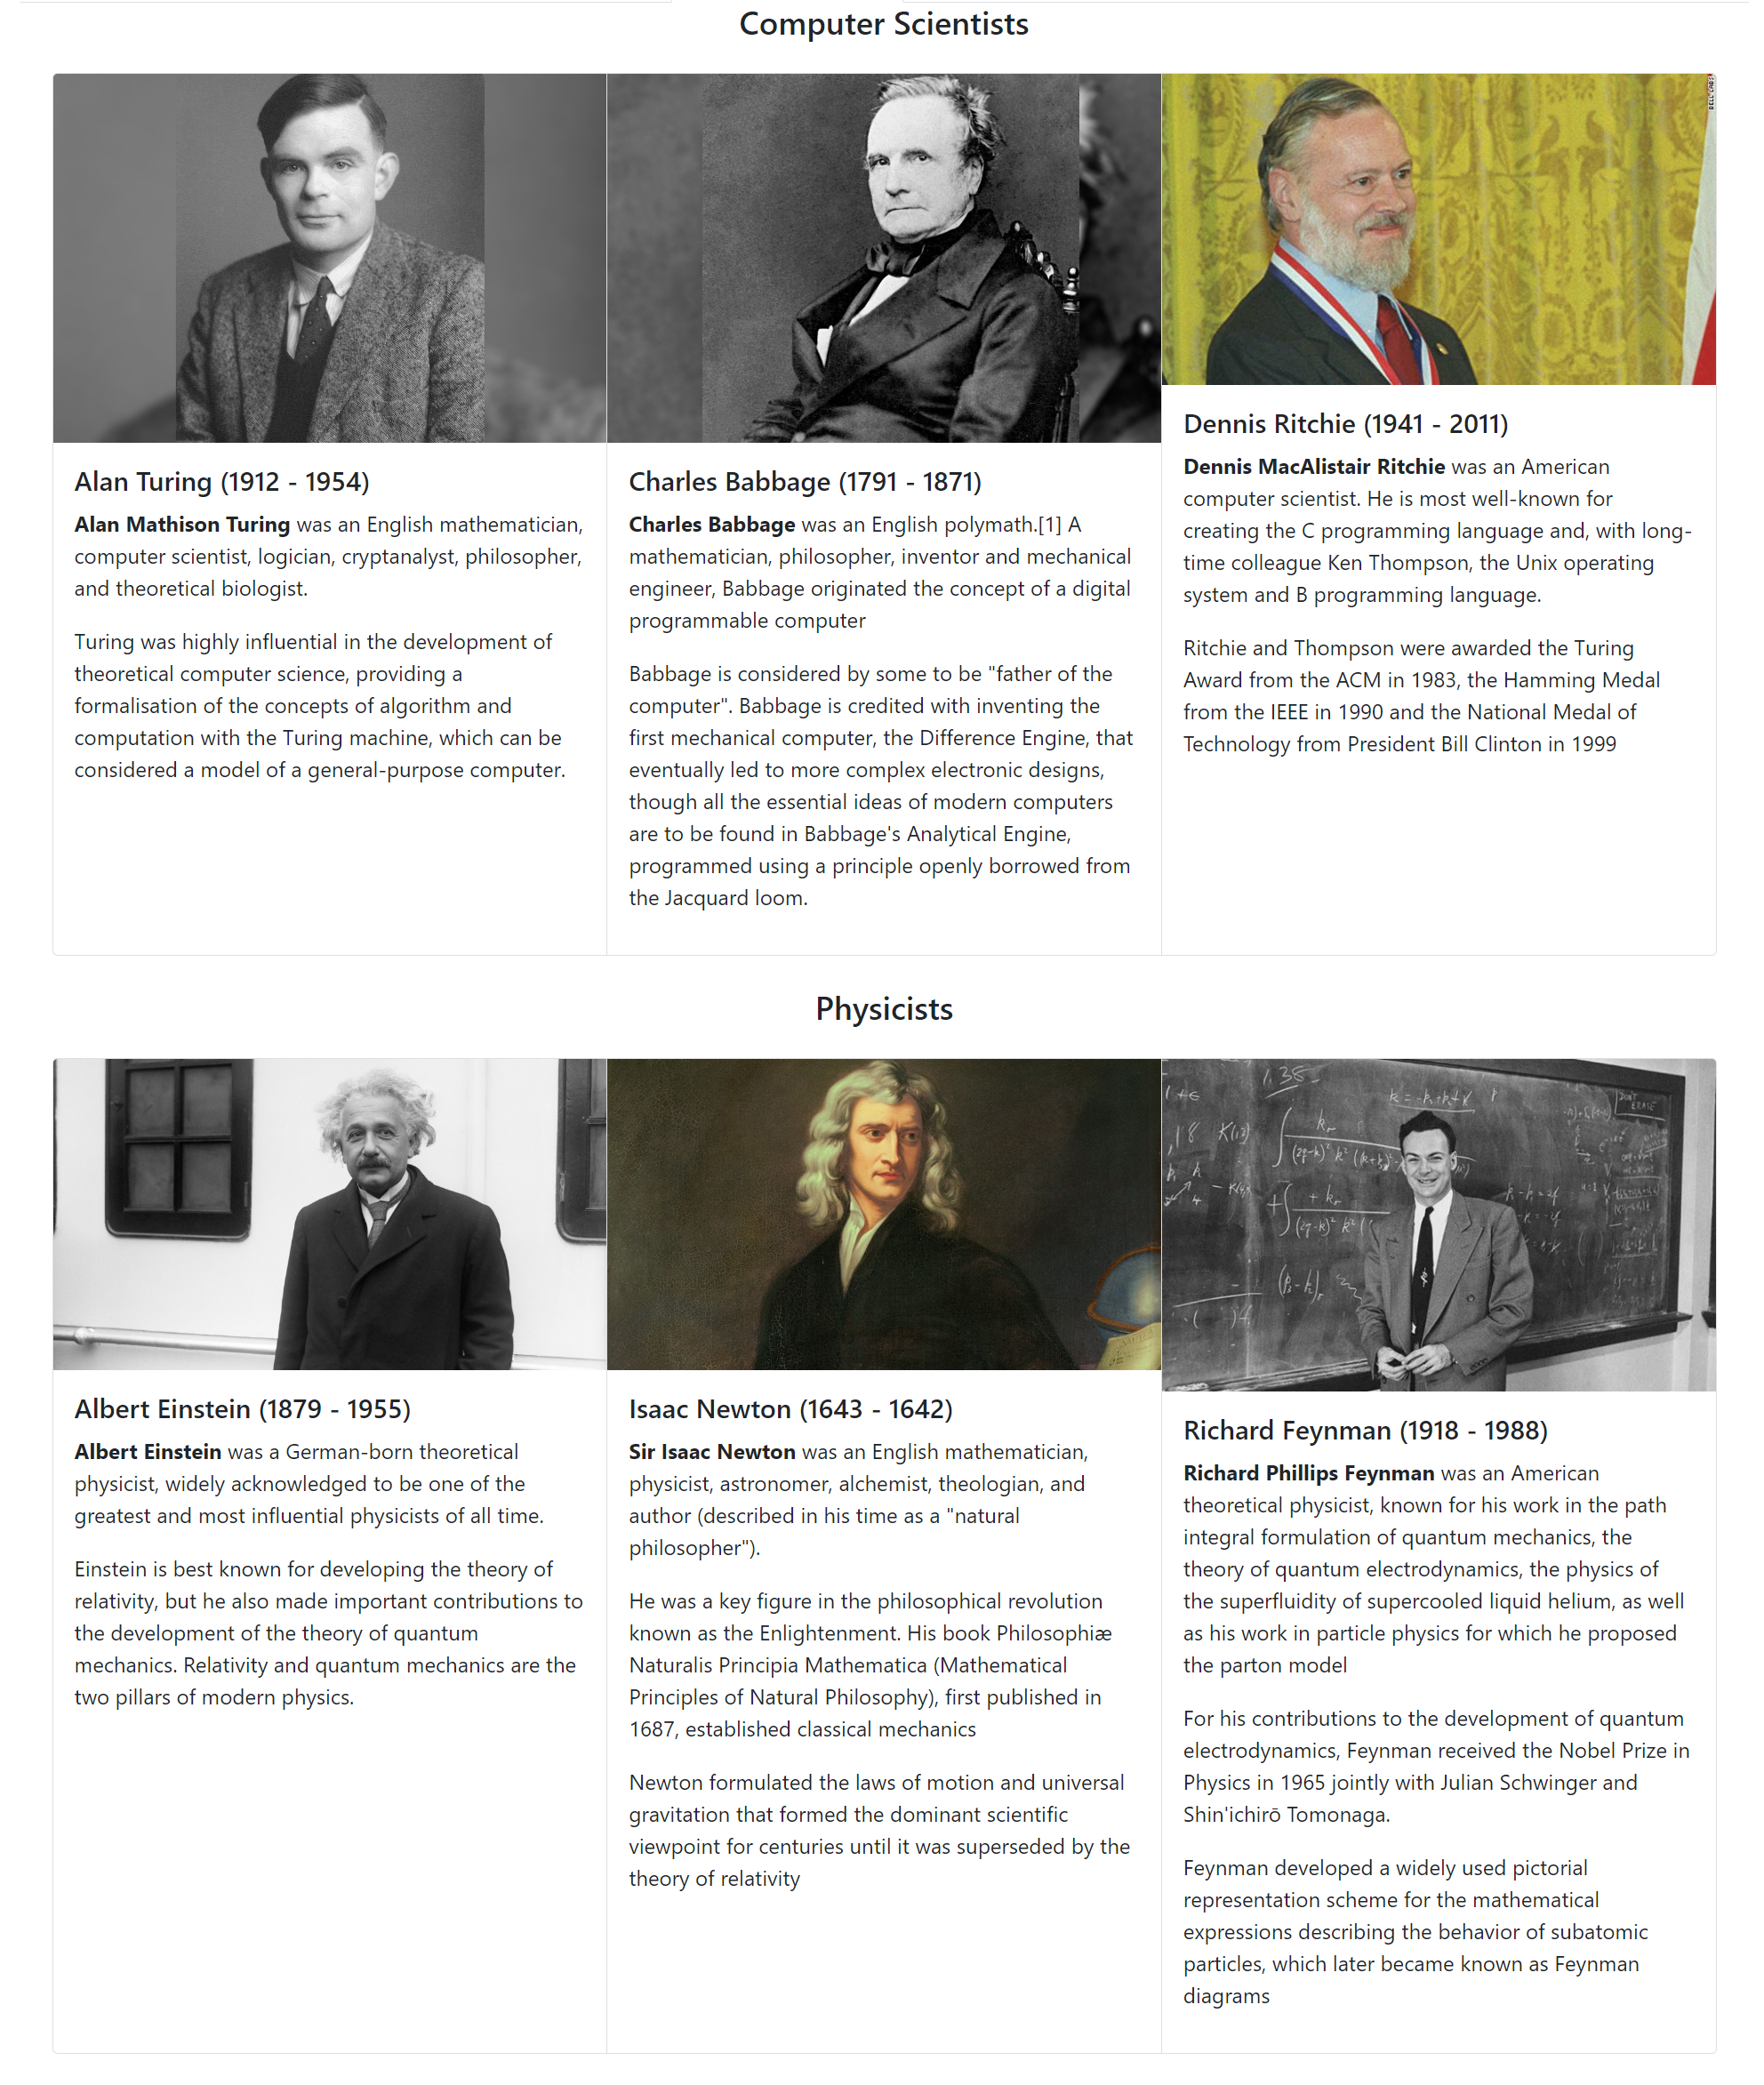 Computer Scientists
BELL LABS
Alan Turing (1912 - 1954)
Alan Mathison Turing was an English mathematician,
computer scientist, logician, cryptanalyst, philosopher,
and theoretical biologist.
Turing was highly influential in the development of
theoretical computer science, providing a
formalisation of the concepts of algorithm and
computation with the Turing machine, which can be
considered a model of a general-purpose computer.
Charles Babbage (1791 - 1871)
Charles Babbage was an English polymath.[1] A
mathematician, philosopher, inventor and mechanical
engineer, Babbage originated the concept of a digital
programmable computer
Babbage is considered by some to be "father of the
computer". Babbage is credited with inventing the
first mechanical computer, the Difference Engine, that
eventually led to more complex electronic designs,
though all the essential ideas of modern computers
are to be found in Babbage's Analytical Engine,
programmed using a principle openly borrowed from
the Jacquard loom.
Dennis Ritchie (1941 - 2011)
Dennis MacAlistair Ritchie was an American
computer scientist. He is most well-known for
creating the C programming language and, with long-
time colleague Ken Thompson, the Unix operating
system and B programming language.
Ritchie and Thompson were awarded the Turing
Award from the ACM in 1983, the Hamming Medal
from the IEEE in 1990 and the National Medal of
Technology from President Bill Clinton in 1999
Physicists
DON'T
ERASE
Albert Einstein (1879 - 1955)
Albert Einstein was a German-born theoretical
physicist, widely acknowledged to be one of the
greatest and most influential physicists of all time.
Einstein is best known for developing the theory of
relativity, but he also made important contributions to
the development of the theory of quantum
mechanics. Relativity and quantum mechanics are the
two pillars of modern physics.
Isaac Newton (1643 - 1642)
Sir Isaac Newton was an English mathematician,
physicist, astronomer, alchemist, theologian, and
author (described in his time as a "natural
philosopher").
He was a key figure in the philosophical revolution
known as the Enlightenment. His book Philosophiæ
Naturalis Principia Mathematica (Mathematical
Principles of Natural Philosophy), first published in
1687, established classical mechanics
Newton formulated the laws of motion and universal
gravitation that formed the dominant scientific
viewpoint for centuries until it was superseded by the
theory of relativity
Richard Feynman (1918 - 1988)
Richard Phillips Feynman was an American
theoretical physicist, known for his work in the path
integral formulation of quantum mechanics, the
theory of quantum electrodynamics, the physics of
the superfluidity of supercooled liquid helium, as well
as his work in particle physics for which he proposed
the parton model
For his contributions to the development of quantum
electrodynamics, Feynman received the Nobel Prize in
Physics in 1965 jointly with Julian Schwinger and
Shin'ichirō Tomonaga.
Feynman developed a widely used pictorial
representation scheme for the mathematical
expressions describing the behavior of subatomic
particles, which later became known as Feynman
diagrams